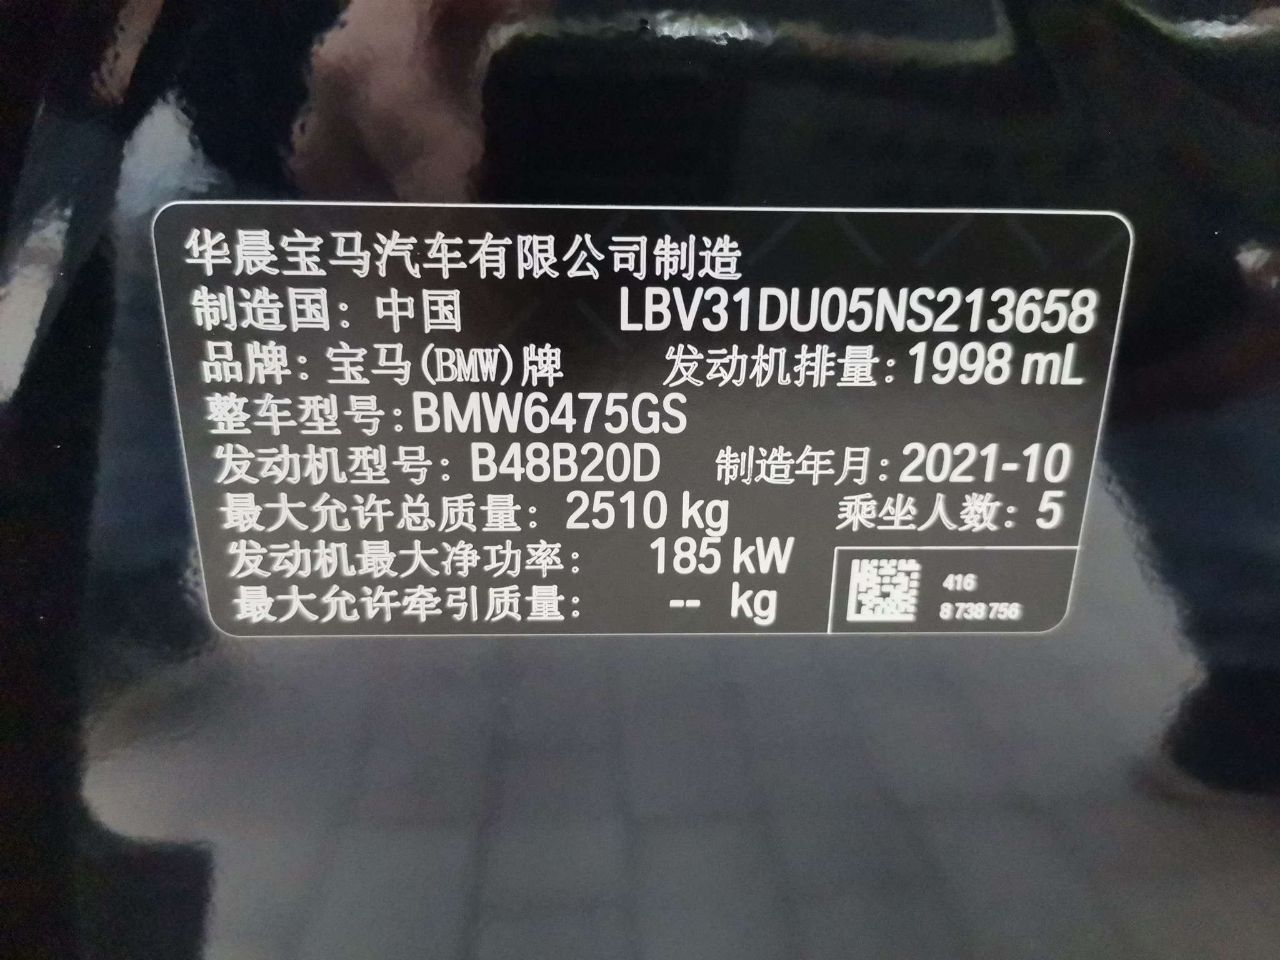 华晨宝马汽车有限公司制造
制造国：中国 LBV31DU05NS213658
品牌：宝马(BMW)牌 发动机排量:1998 mL
整车型号:BMW6475GS
发动机型号：B48B20D 制造年月:2021-10
最大允许总质量：2510 kg 乘坐人数：5
发动机最大净功率： 185 kW
最大允许牵引质量： -- kg
416
8 738 756